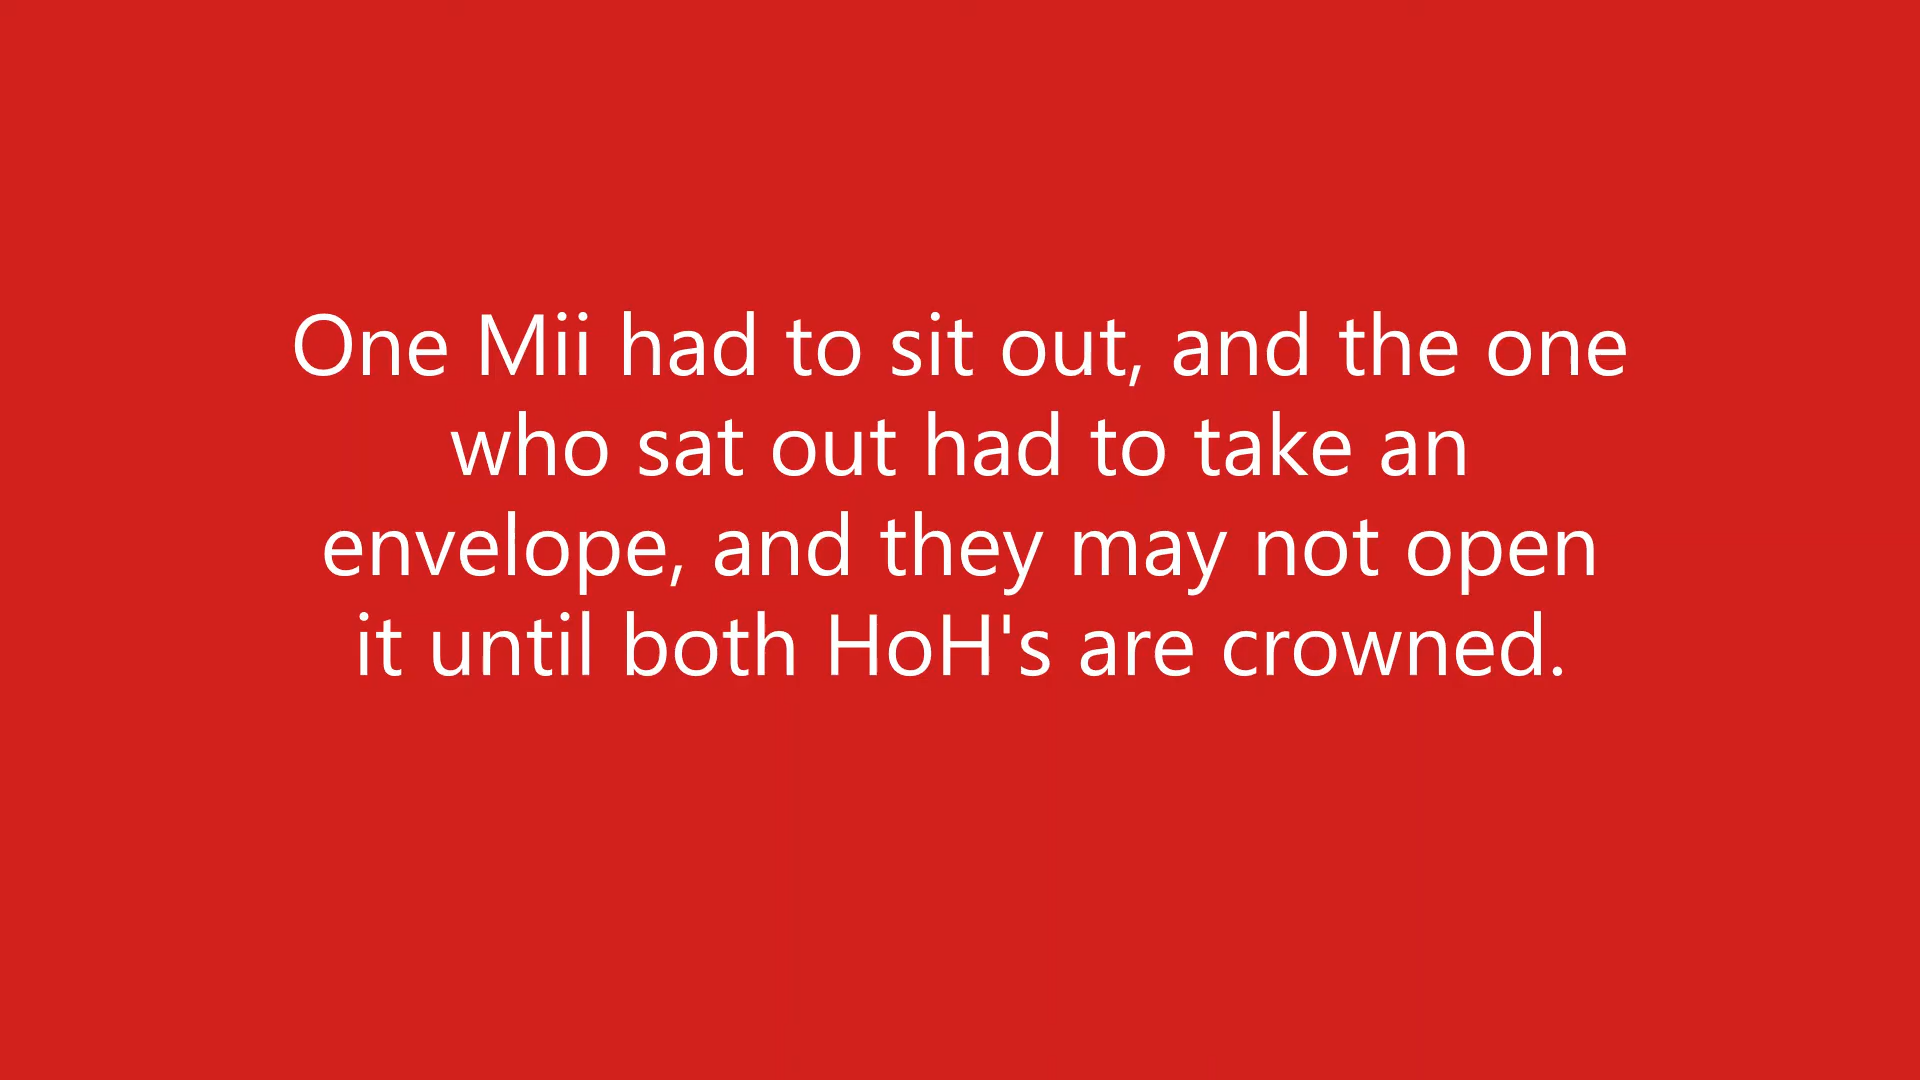 One Mii had to sit out, and the one
who sat out had to take an
envelope, and they may not open
it until both HoH's are crowned.